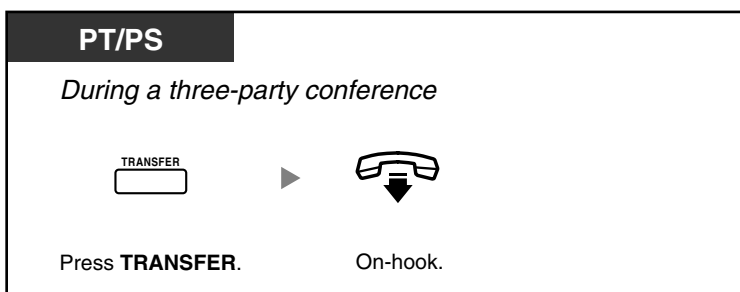 PT/PS
During a three-party conference
TRANSFER
Press TRANSFER.
On-hook.